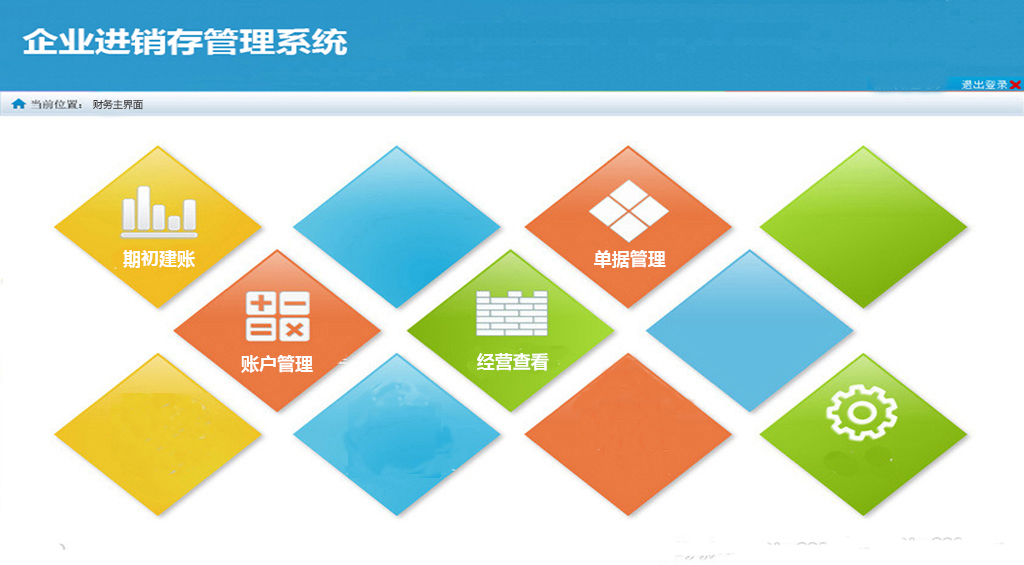 企业进销存管理系统
退出登录
当前位置： 财务主界面
期初建账
单据管理
账户管理
经营查看